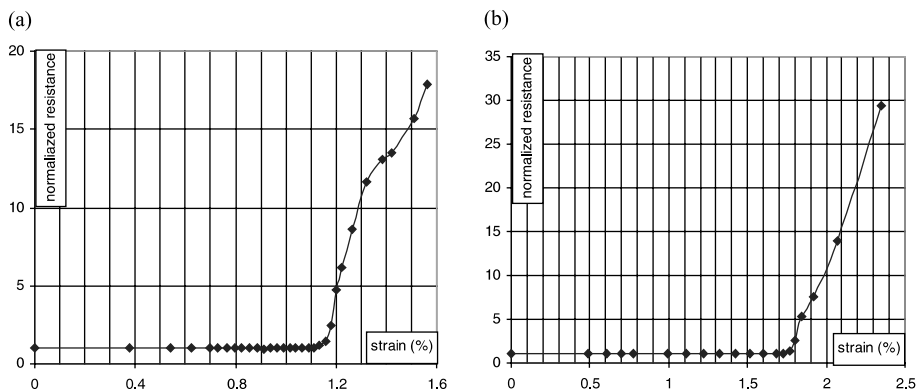 (a)
20
15
10
5
0
normaliazed resistance
strain (%)
0 0.4 0.8 1.2 1.6
(b)
35
30
25
20
15
10
5
0
normalized resistance
strain (%)
0 0.5 1 1.5 2 2.5